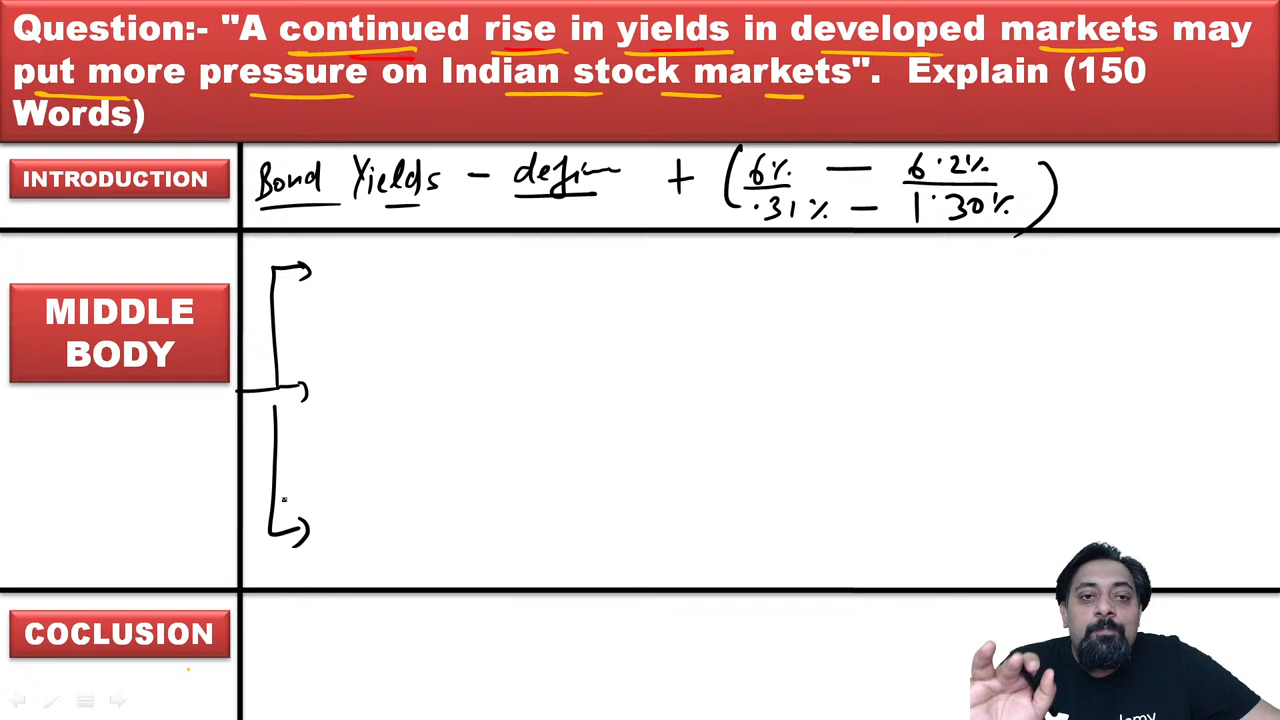 Question:- "A continued rise in yields in developed markets may
put more pressure on Indian stock markets". Explain (150
Words)
INTRODUCTION
Bond Yields - define + (6% — 6.2%
.31% — 1.30%)
MIDDLE
BODY
COCLUSION